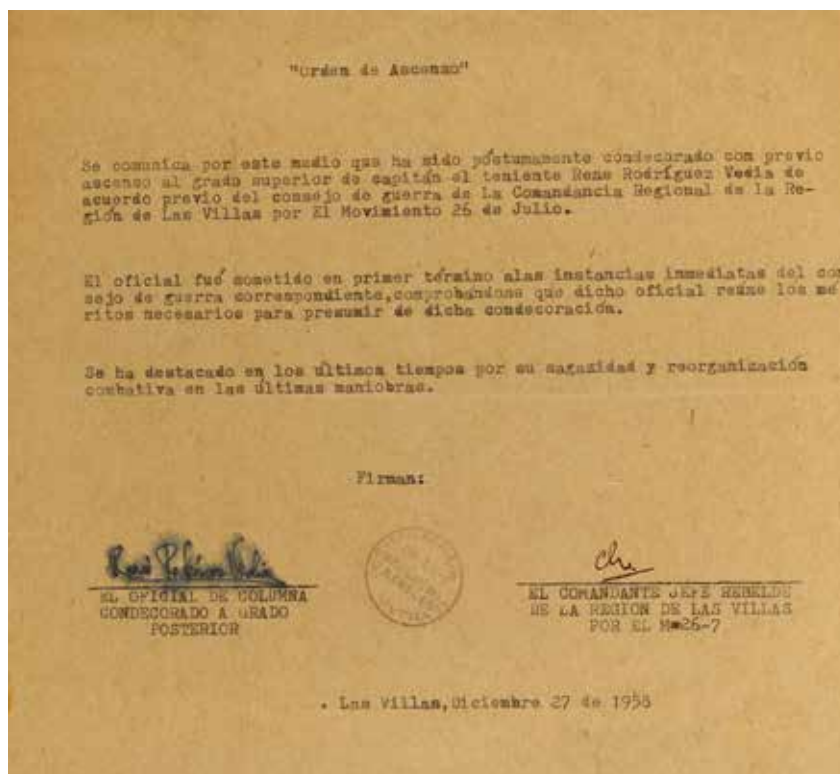 "Orden de Ascenso"
Se comunica por este medio que ha sido póstumamente condecorado con previo
ascenso al grado superior de capitán el teniente Rene Rodríguez Vedia de
acuerdo previo del consejo de guerra de La Comandancia Regional de la Re-
gión de Las Villas por El Movimiento 26 de Julio.
El oficial fué sometido en primer término alas instancias inmediatas del con
sejo de guerra correspondiente,comprobandose que dicho oficial reúne los mé
ritos necesarios para presumir de dicha condecoración.
Se ha destacado en los últimos tiempos por su sagazidad y reorganización
combativa en las últimas maniobras.
Firman:
Che
EL OFICIAL DE COLUMNA
CONDECORADO A GRADO
POSTERIOR
EL COMANDANTE JEFE REBELDE
DE LA REGION DE LAS VILLAS
POR EL M-26-7
. Las Villas,Diciembre 27 de 1958